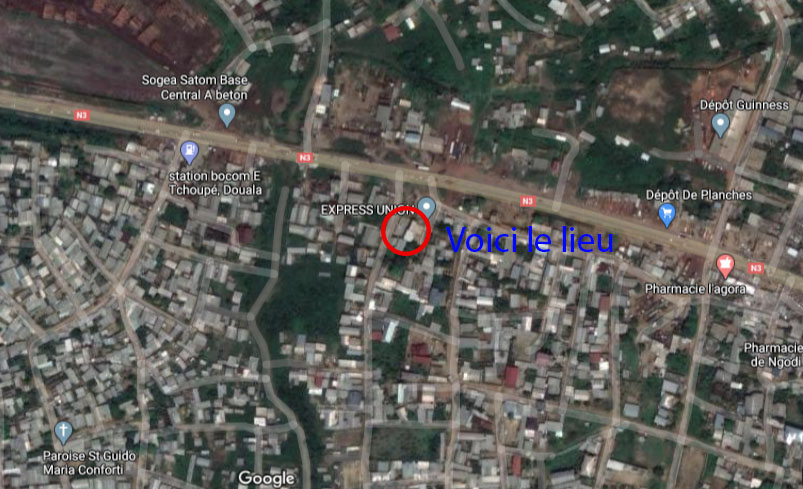 Sogea Satom Base
Central A beton
N3
Dépôt Guinness
station bocom E
Tchoupé, Douala
N3
EXPRESS UNION
N3
Dépôt De Planches
Voici le lieu
N3
Pharmacie l'agora
Pharmacie
de Ngodi
Paroise St Guido
Maria Conforti
Google